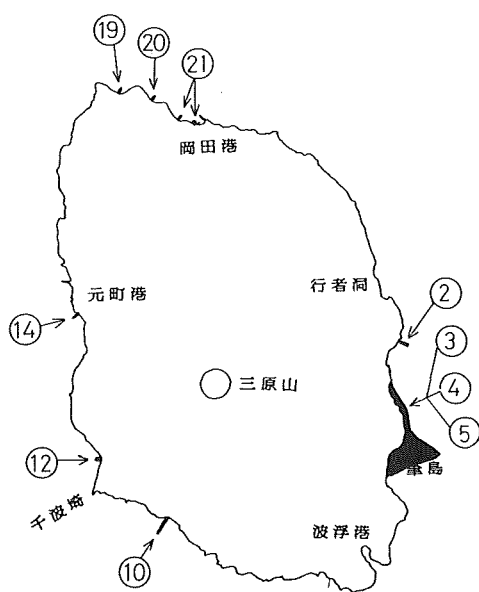 ⑲
⑳
㉑
岡田港
行者洞
元町港
②
⑭
③
三原山
④
⑤
筆島
⑫
千波崎
波浮港
⑩